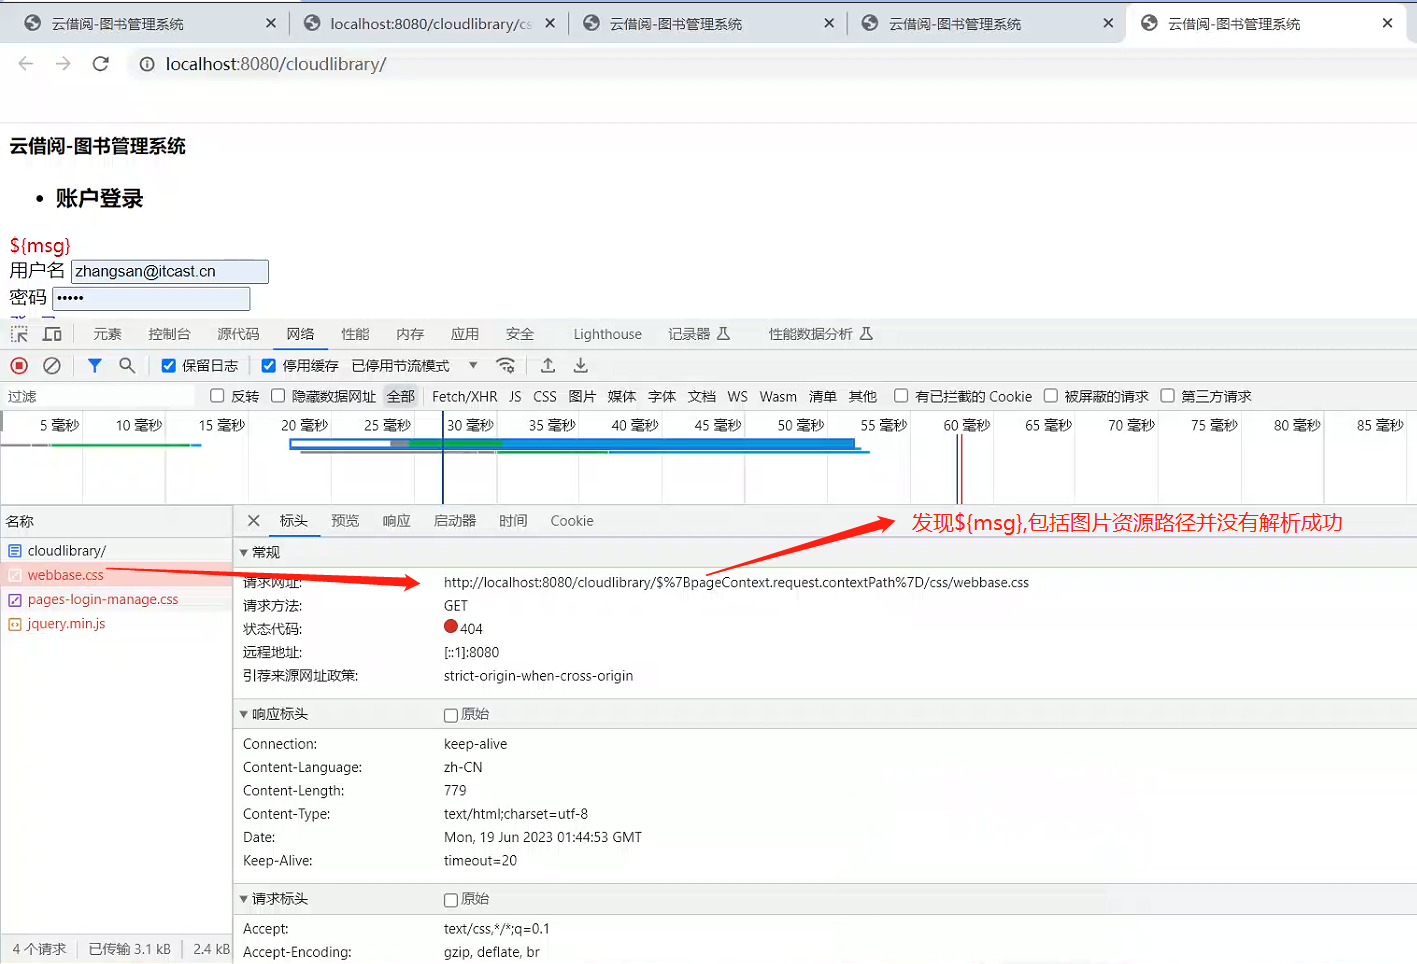 云借阅-图书管理系统
localhost:8080/cloudlibrary/cs
云借阅-图书管理系统
云借阅-图书管理系统
云借阅-图书管理系统
localhost:8080/cloudlibrary/
云借阅-图书管理系统
• 账户登录
${msg}
用户名 zhangsan@itcast.cn
密码 •••••
元素 控制台 源代码 网络 性能 内存 应用 安全 Lighthouse 记录器 性能数据分析
保留日志 停用缓存 已停用节流模式
过滤 反转 隐藏数据网址 全部 Fetch/XHR JS CSS 图片 媒体 字体 文档 WS Wasm 清单 其他 有已拦截的 Cookie 被屏蔽的请求 第三方请求
5 毫秒 10 毫秒 15 毫秒 20 毫秒 25 毫秒 30 毫秒 35 毫秒 40 毫秒 45 毫秒 50 毫秒 55 毫秒 60 毫秒 65 毫秒 70 毫秒 75 毫秒 80 毫秒 85 毫秒
名称
cloudlibrary/
webbase.css
pages-login-manage.css
jquery.min.js
标头 预览 响应 启动器 时间 Cookie
发现${msg},包括图片资源路径并没有解析成功
常规
请求网址: http://localhost:8080/cloudlibrary/$%7BpageContext.request.contextPath%7D/css/webbase.css
请求方法: GET
状态代码: 404
远程地址: [::1]:8080
引荐来源网址政策: strict-origin-when-cross-origin
响应标头 原始
Connection: keep-alive
Content-Language: zh-CN
Content-Length: 779
Content-Type: text/html;charset=utf-8
Date: Mon, 19 Jun 2023 01:44:53 GMT
Keep-Alive: timeout=20
请求标头 原始
Accept: text/css,*/*;q=0.1
Accept-Encoding: gzip, deflate, br
4 个请求 已传输 3.1 kB 2.4 kB